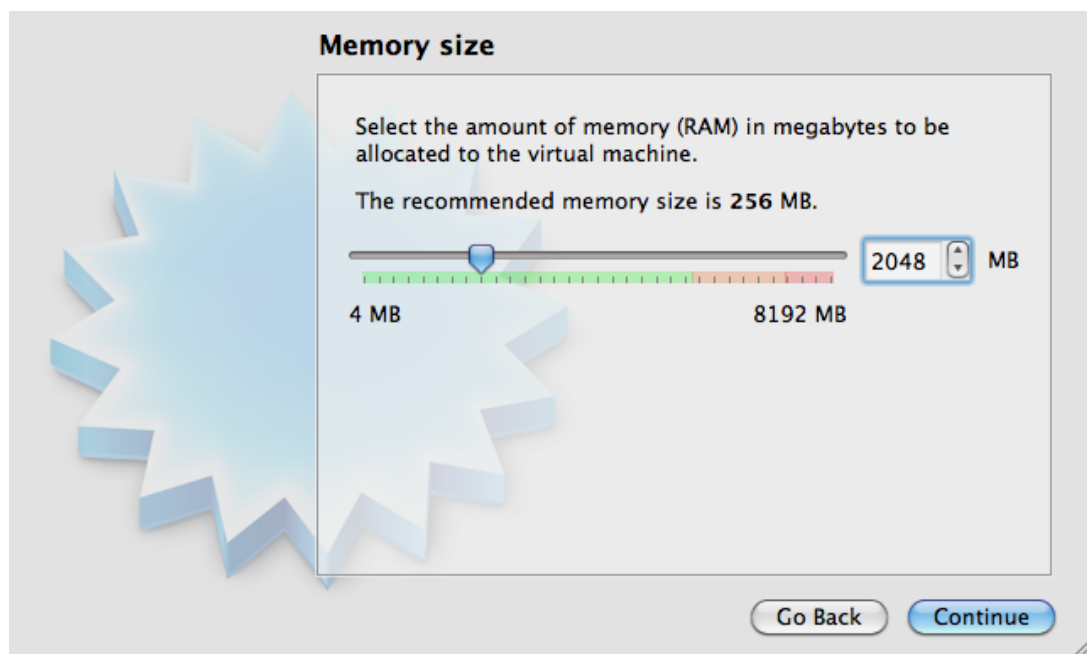 Memory size
Select the amount of memory (RAM) in megabytes to be
allocated to the virtual machine.
The recommended memory size is 256 MB.
2048 MB
4 MB 8192 MB
Go Back Continue